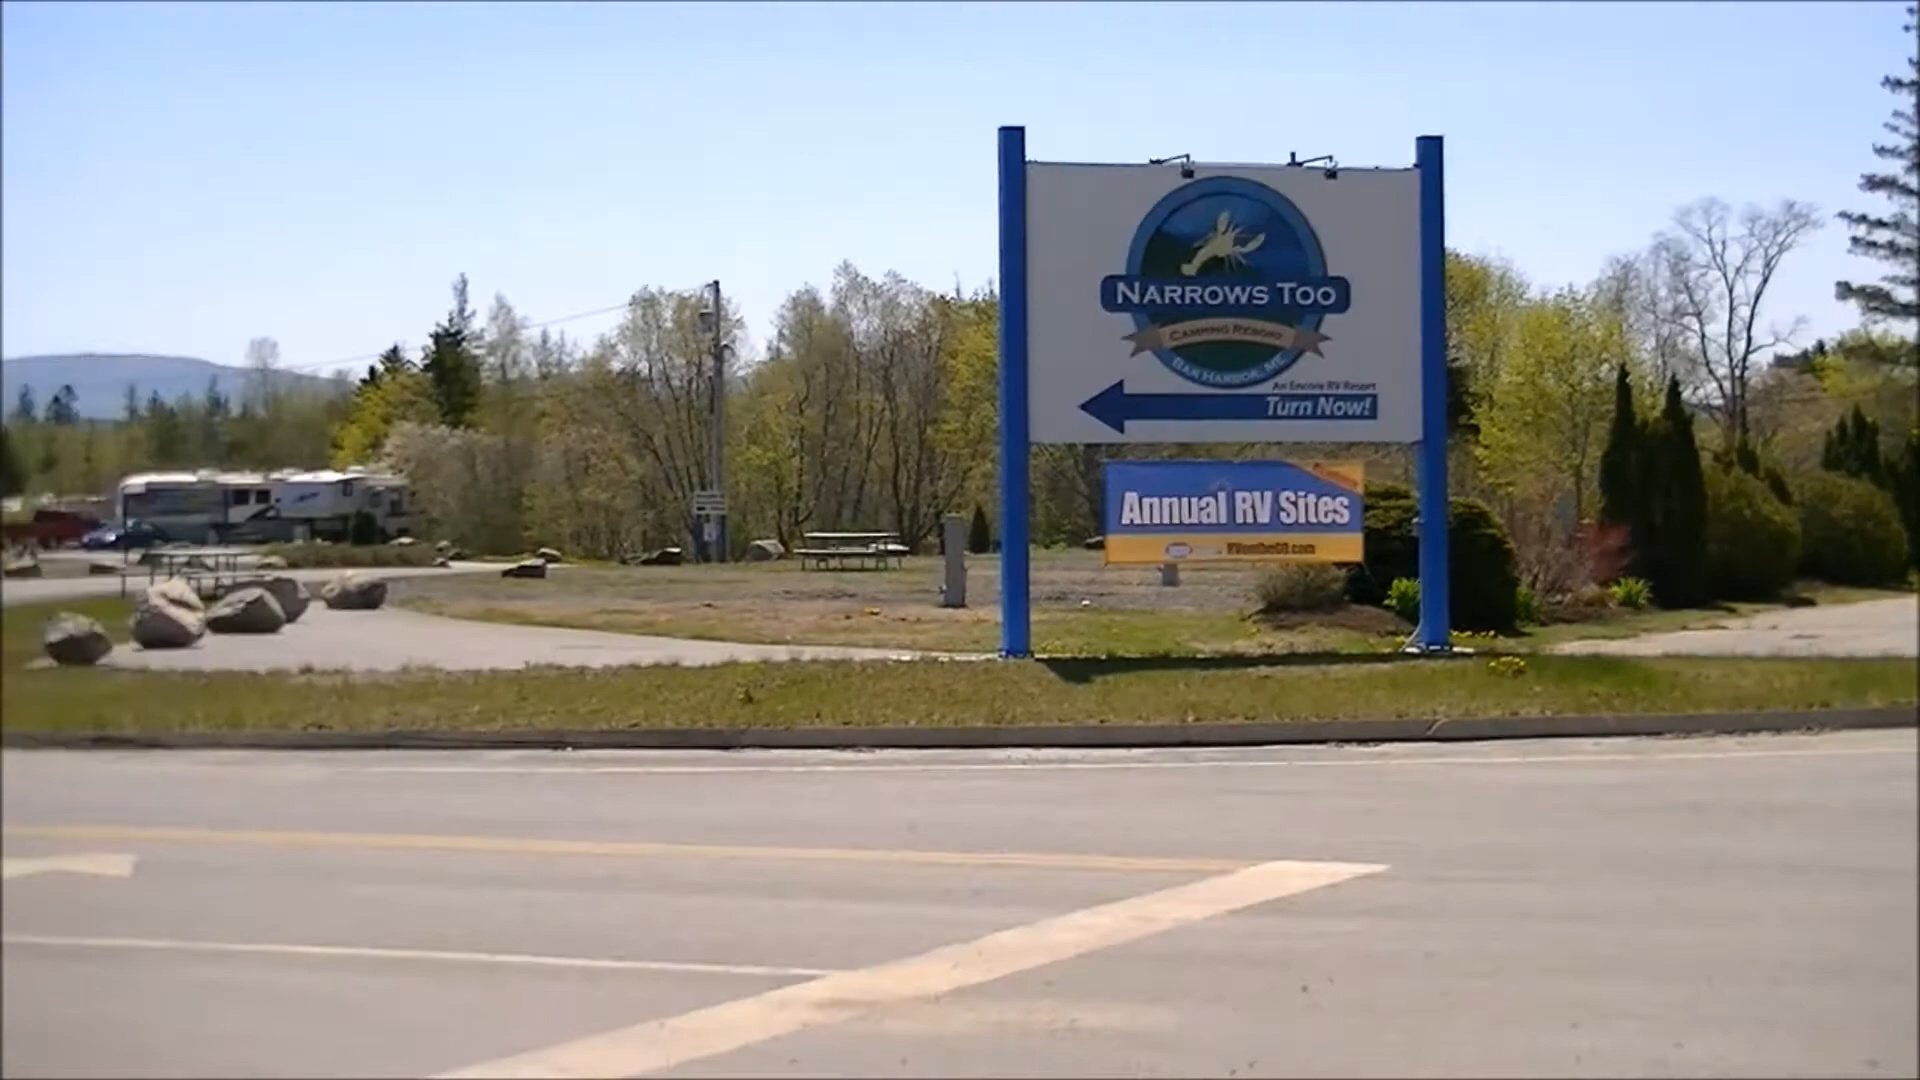 NARROWS TOO
CAMPING RESORT
BAR HARBOR, ME
An Encore RV Resort
Turn Now!
Annual RV Sites
RVontheGO.com